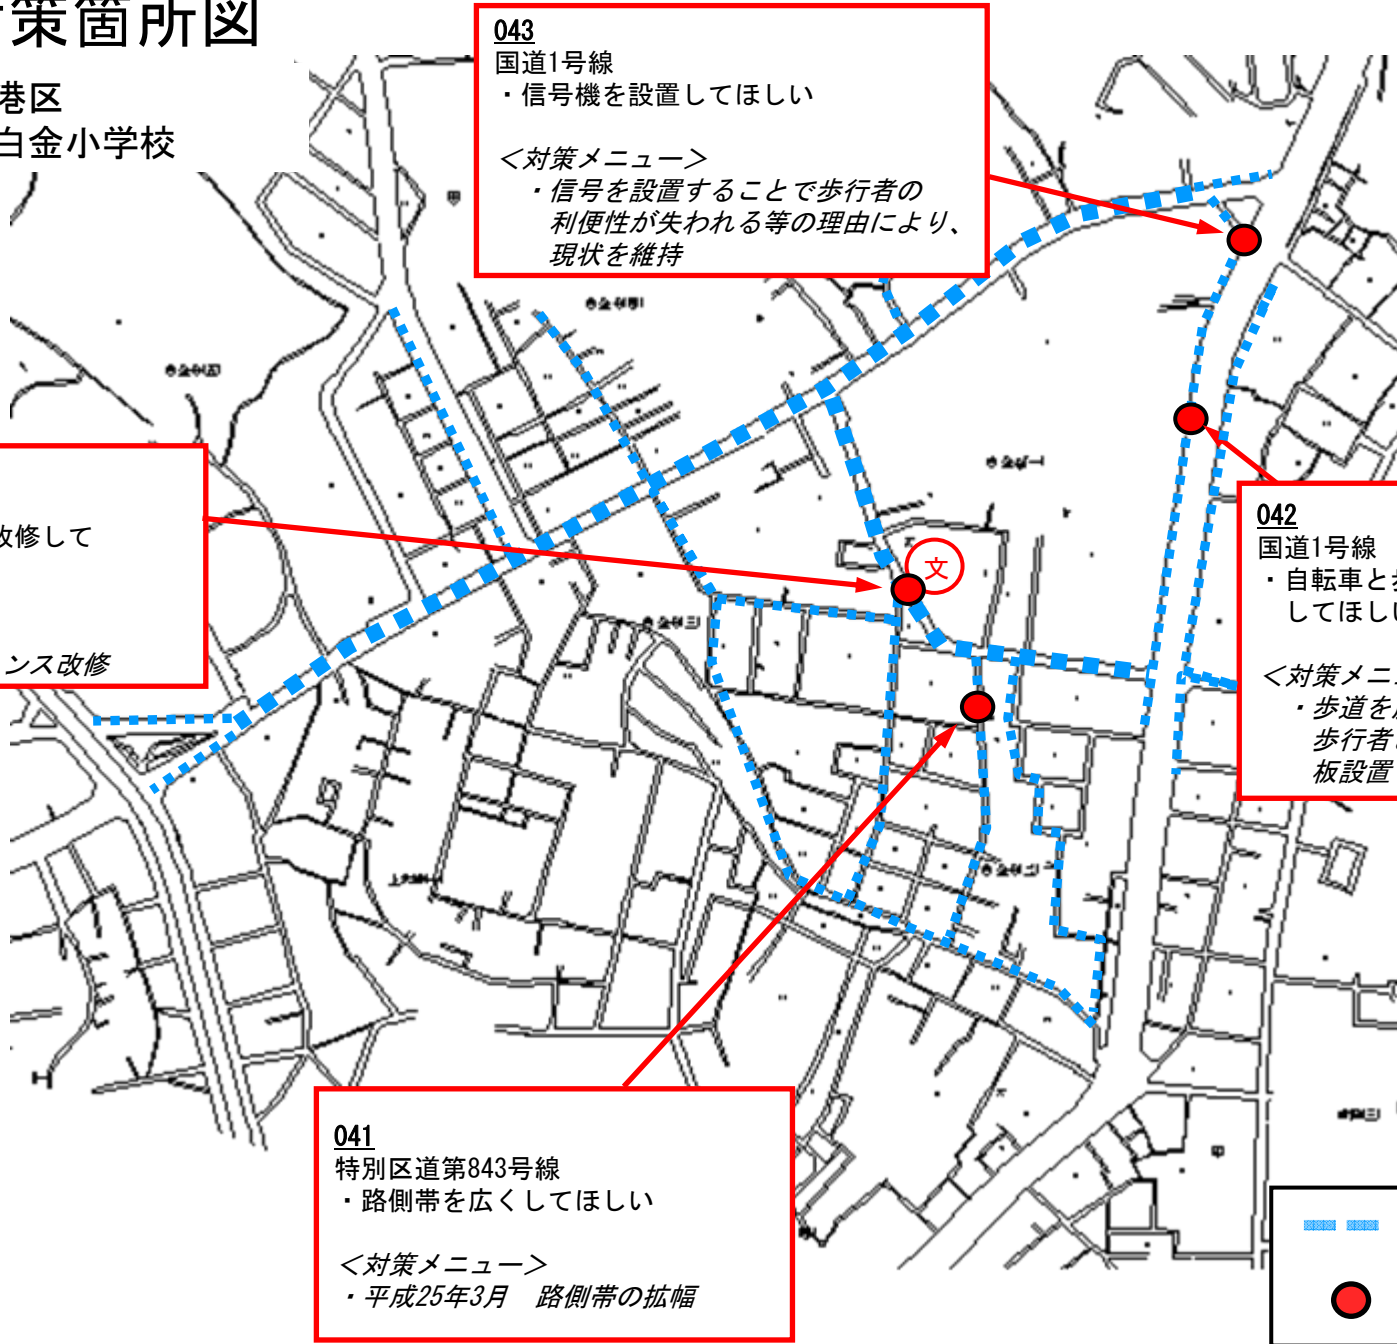 策箇所図
港区
白金小学校
043
国道1号線
・信号機を設置してほしい
＜対策メニュー＞
・信号を設置することで歩行者の
利便性が失われる等の理由により、
現状を維持
改修して
ンス改修
文
042
国道1号線
・自転車と
してほし
＜対策メニ
・歩道を
歩行者
板設置
041
特別区道第843号線
・路側帯を広くしてほしい
＜対策メニュー＞
・平成25年3月　路側帯の拡幅